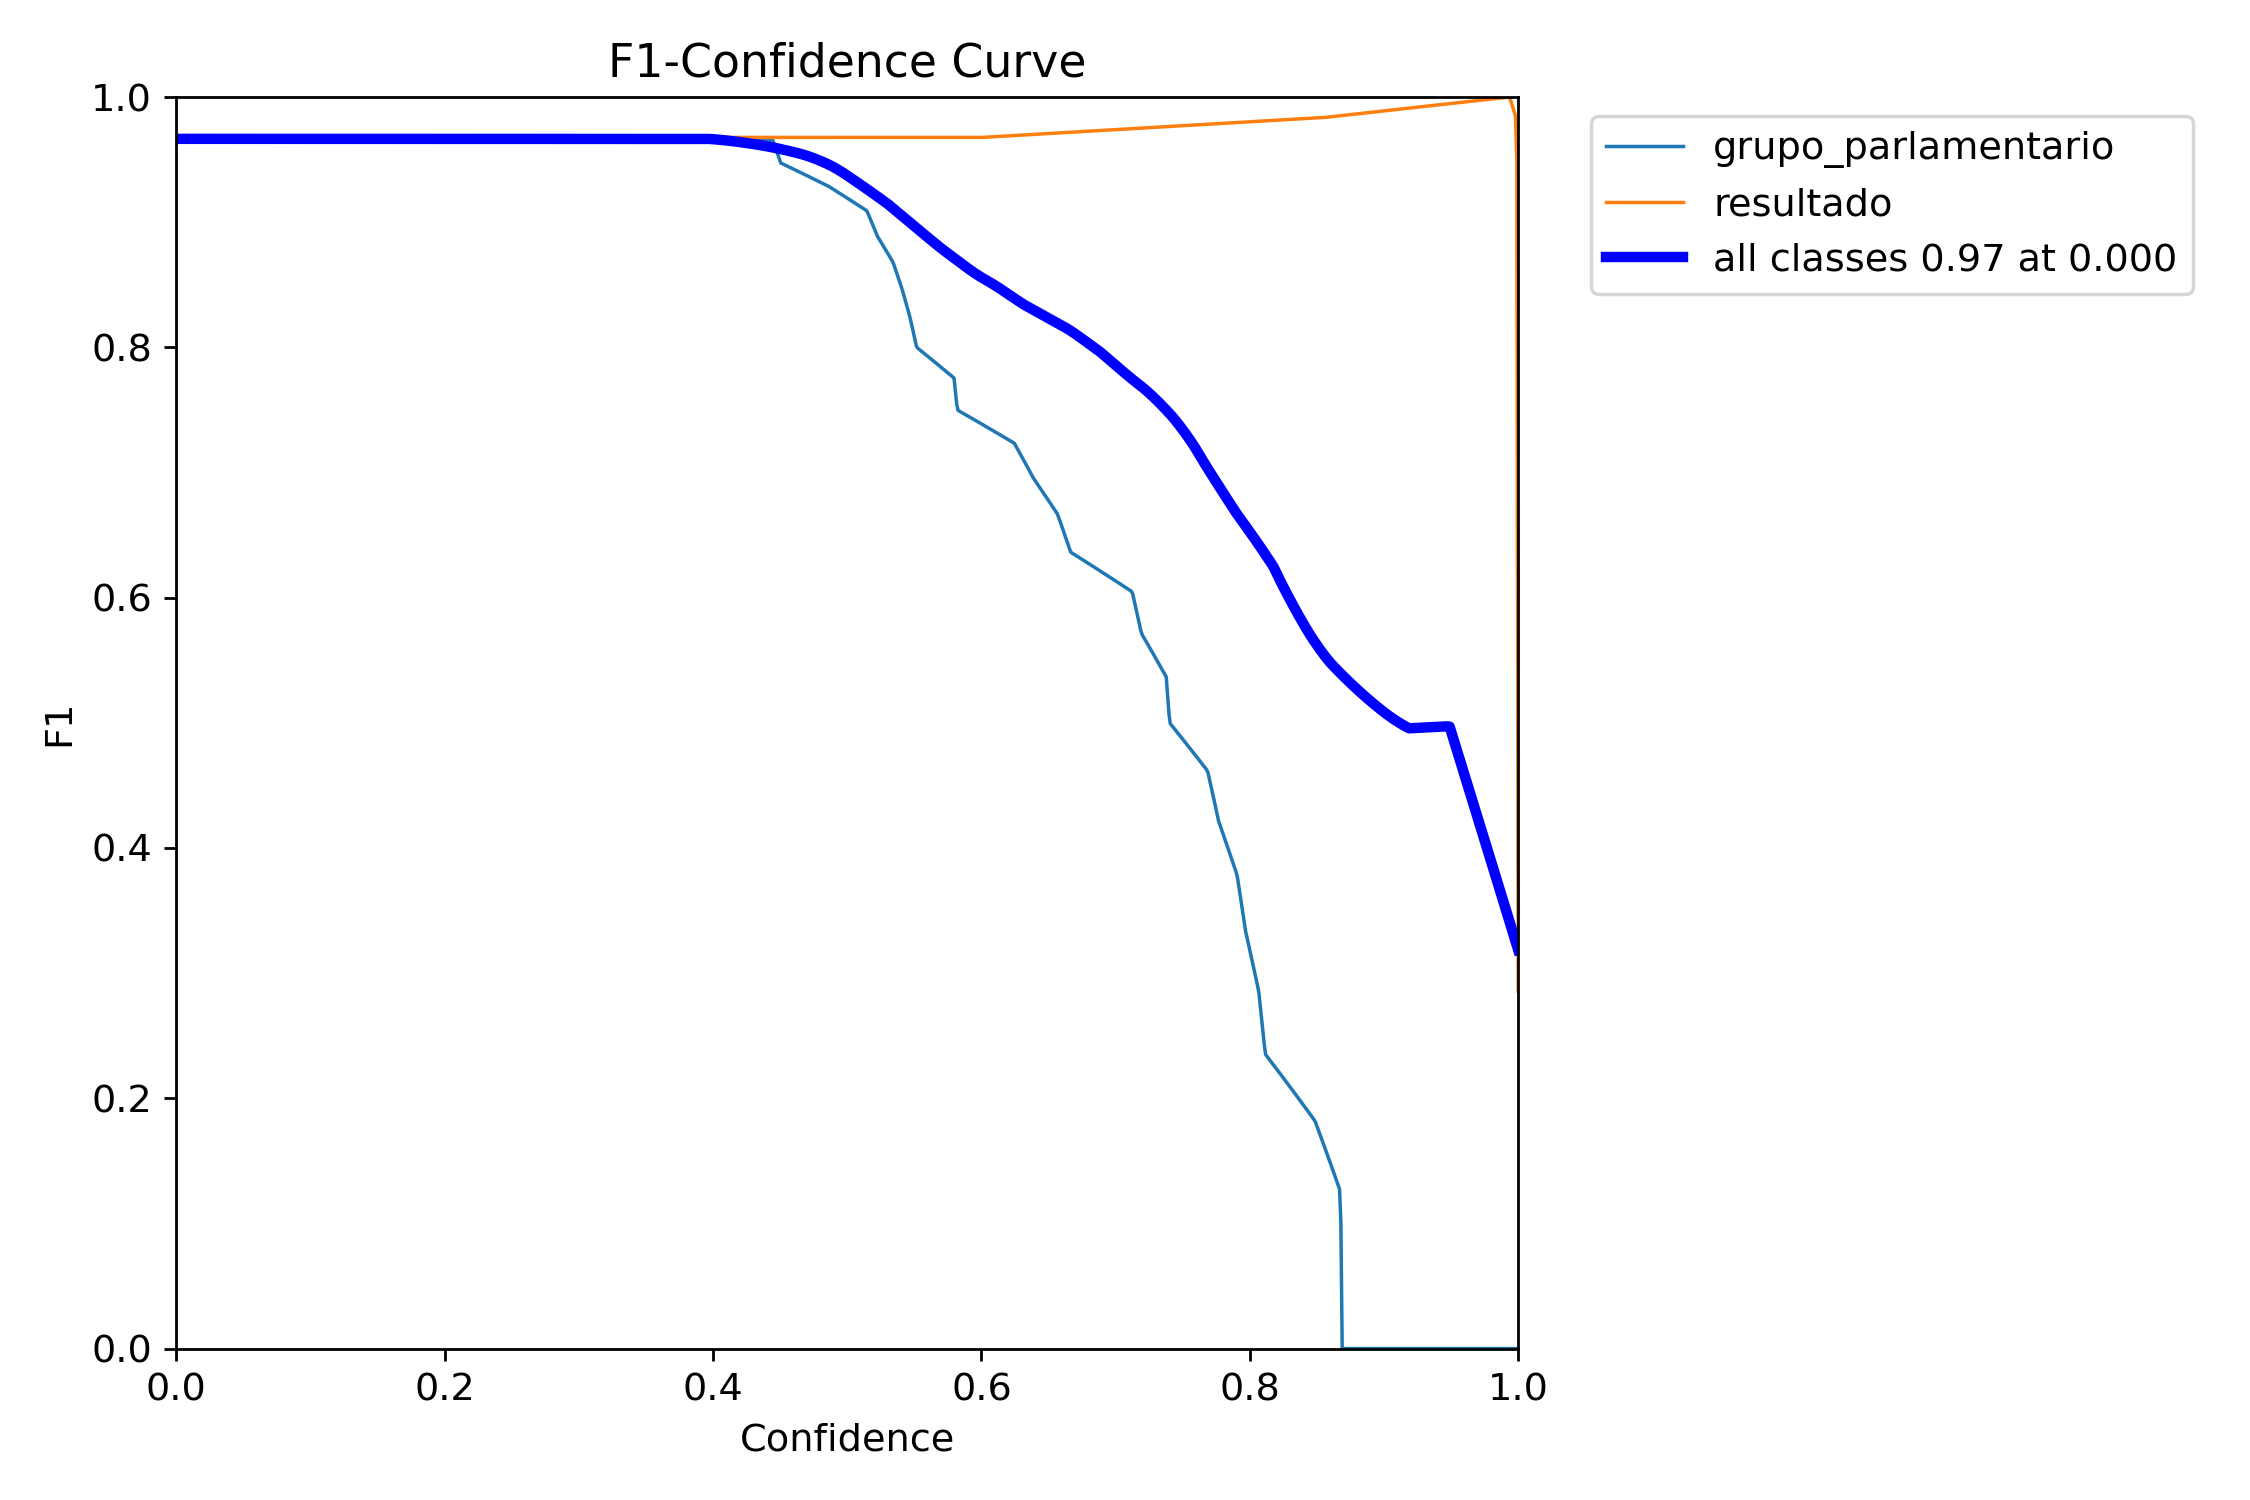 F1-Confidence Curve
1.0
0.8
0.6
0.4
0.2
0.0
F1
0.0 0.2 0.4 0.6 0.8 1.0
Confidence
grupo_parlamentario
resultado
all classes 0.97 at 0.000